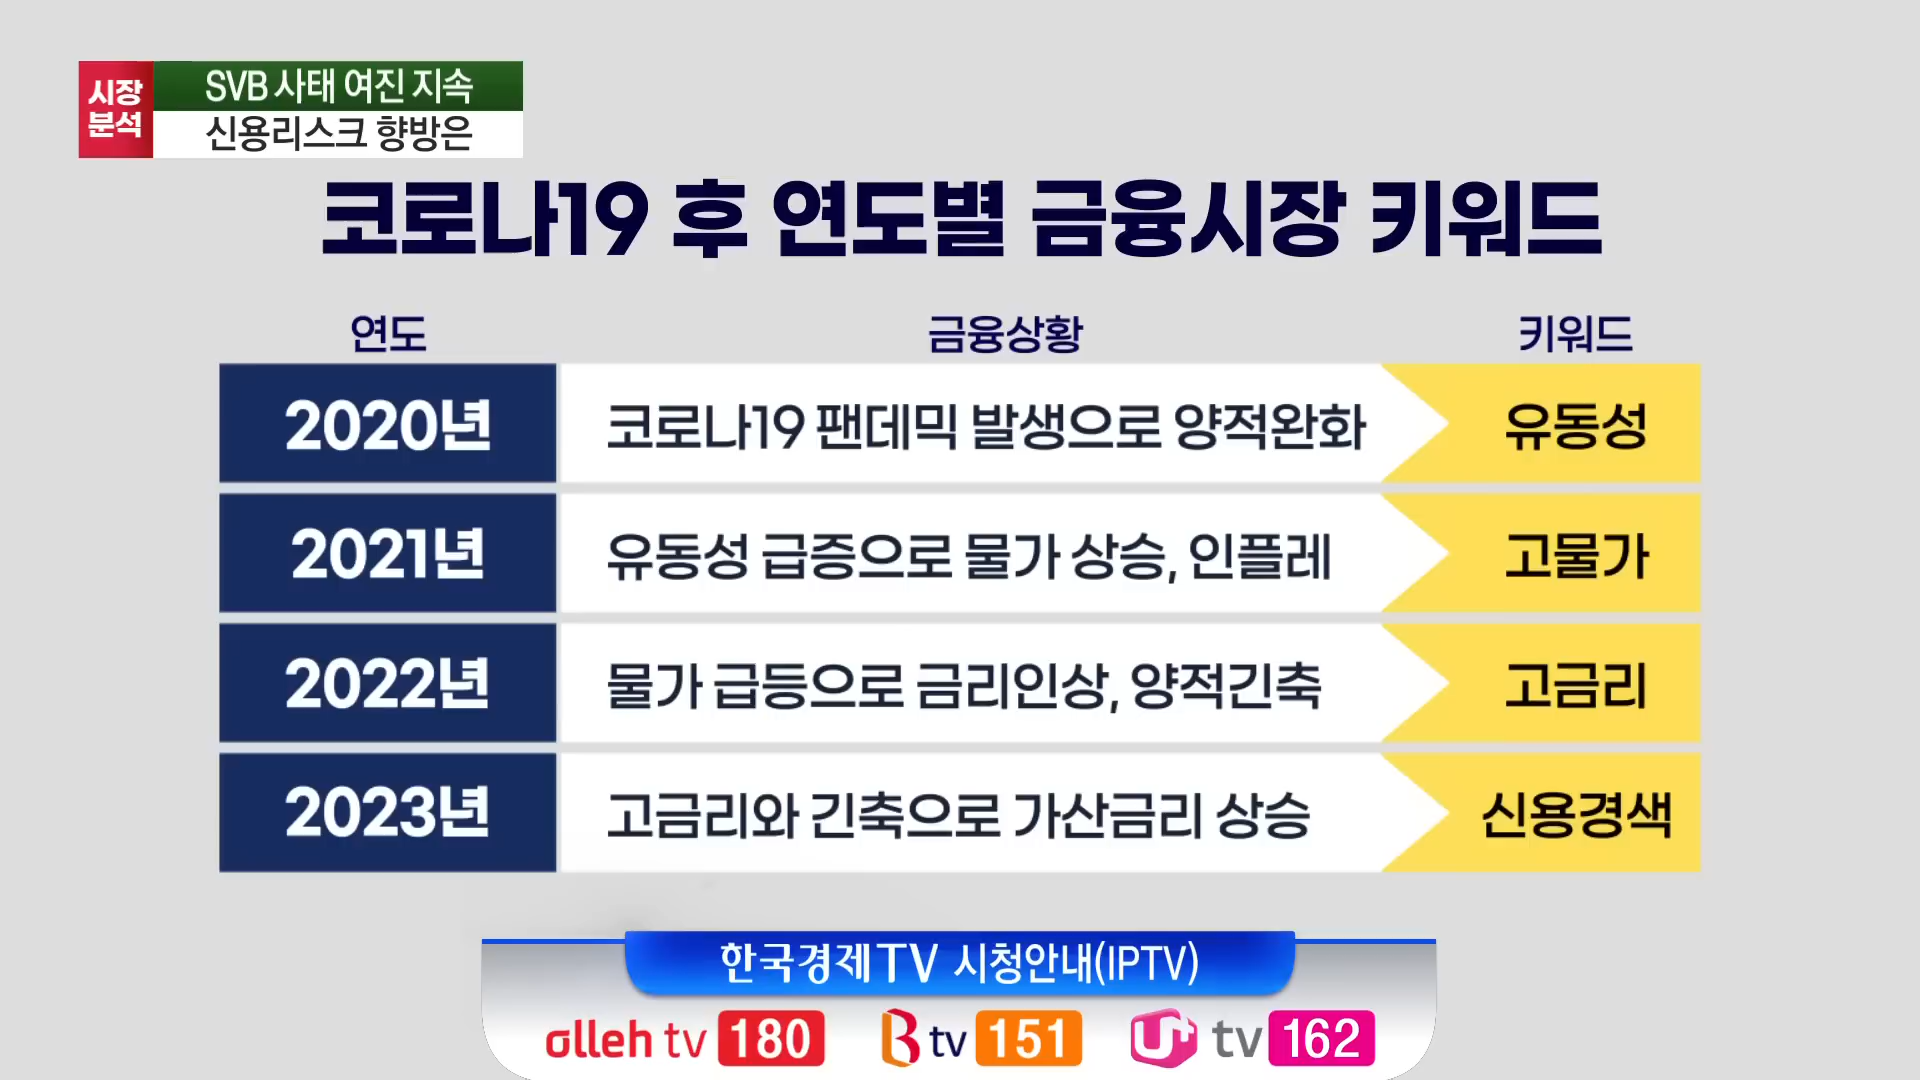 시장
분석
SVB 사태 여진 지속
신용리스크 향방은
코로나19 후 연도별 금융시장 키워드
연도 금융상황 키워드
2020년 코로나19 팬데믹 발생으로 양적완화 유동성
2021년 유동성 급증으로 물가 상승, 인플레 고물가
2022년 물가 급등으로 금리인상, 양적긴축 고금리
2023년 고금리와 긴축으로 가산금리 상승 신용경색
한국경제TV 시청안내(IPTV)
olleh tv 180 B tv 151 U+ tv 162